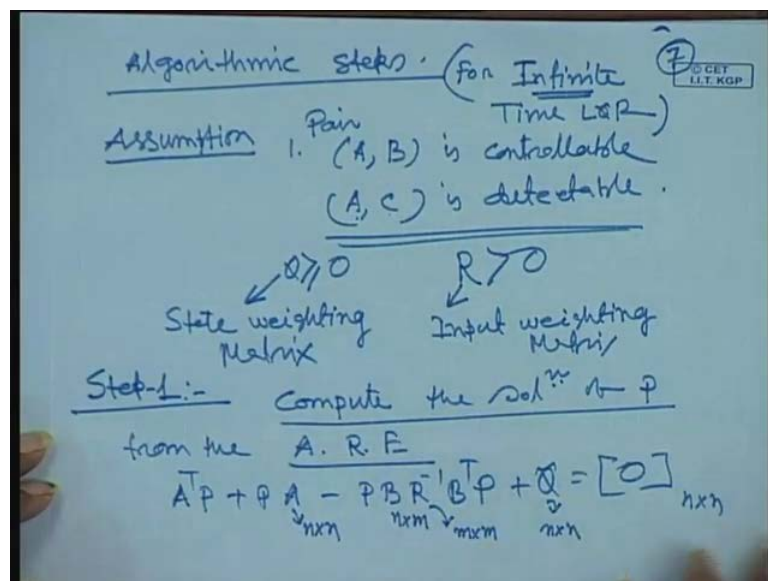 Algorithmic Steps. (for Infinite Time LQR)
7
© CET
I.I.T. KGP
Assumption 1. Pair (A, B) is controllable
(A, C) is detectable.
Q ≥ 0 R > 0
State weighting Matrix Input weighting Matrix
Step-1:- Compute the solⁿ of P
from the A. R. E
AᵀP + PA - PBR⁻¹BᵀP + Q = [0] n×n
n×n n×m m×m n×n